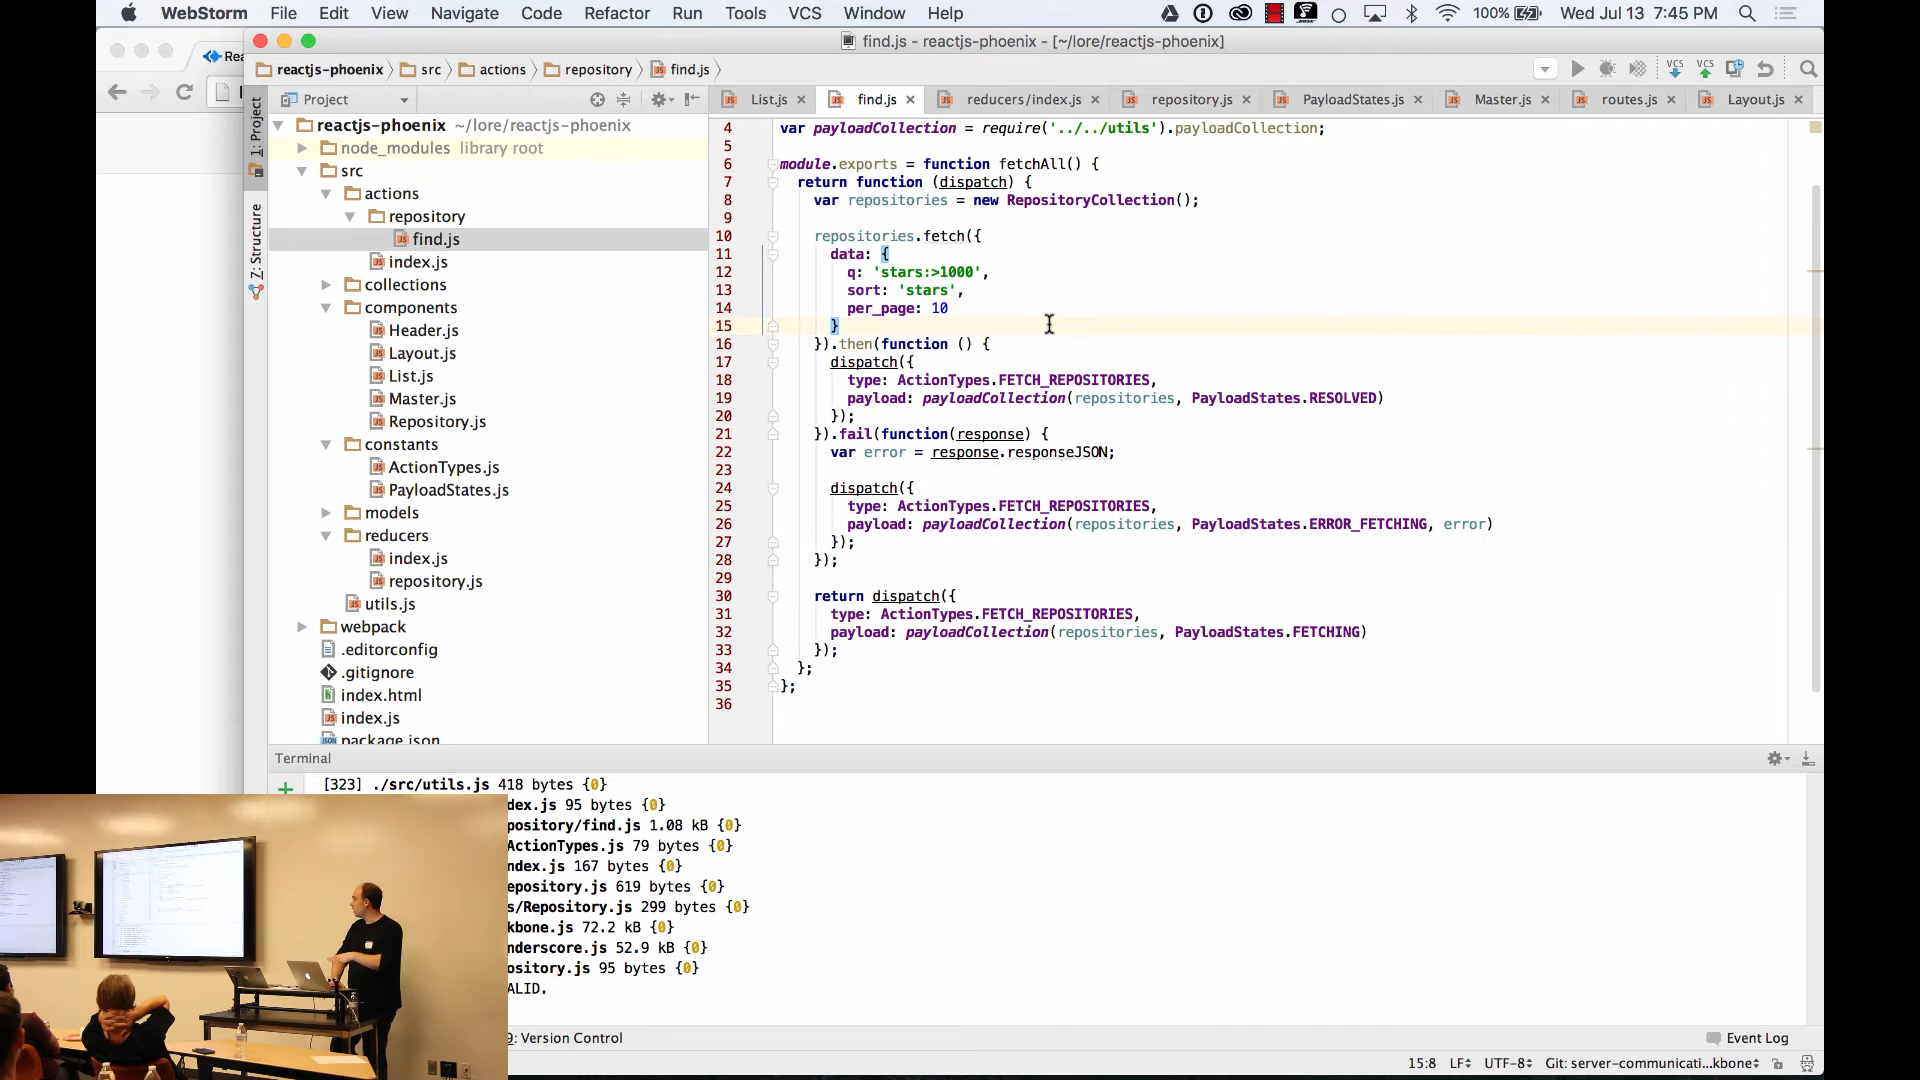 WebStorm File Edit View Navigate Code Refactor Run Tools VCS Window Help 100% Wed Jul 13 7:45 PM
find.js - reactjs-phoenix - [~/lore/reactjs-phoenix]
Rea
reactjs-phoenix src actions repository find.js
VCS VCS
Project
List.js find.js reducers/index.js repository.js PayloadStates.js Master.js routes.js Layout.js
1: Project
Z: Structure
reactjs-phoenix ~/lore/reactjs-phoenix
node_modules library root
src
actions
repository
find.js
index.js
collections
components
Header.js
Layout.js
List.js
Master.js
Repository.js
constants
ActionTypes.js
PayloadStates.js
models
reducers
index.js
repository.js
utils.js
webpack
.editorconfig
.gitignore
index.html
index.js
package.json
4 var payloadCollection = require('../../utils').payloadCollection;
5
6 module.exports = function fetchAll() {
7 return function (dispatch) {
8 var repositories = new RepositoryCollection();
9
10 repositories.fetch({
11 data: {
12 q: 'stars:>1000',
13 sort: 'stars',
14 per_page: 10
15 }
16 }).then(function () {
17 dispatch({
18 type: ActionTypes.FETCH_REPOSITORIES,
19 payload: payloadCollection(repositories, PayloadStates.RESOLVED)
20 });
21 }).fail(function(response) {
22 var error = response.responseJSON;
23
24 dispatch({
25 type: ActionTypes.FETCH_REPOSITORIES,
26 payload: payloadCollection(repositories, PayloadStates.ERROR_FETCHING, error)
27 });
28 });
29
30 return dispatch({
31 type: ActionTypes.FETCH_REPOSITORIES,
32 payload: payloadCollection(repositories, PayloadStates.FETCHING)
33 });
34 };
35 };
36
Terminal
[323] ./src/utils.js 418 bytes {0}
dex.js 95 bytes {0}
pository/find.js 1.08 kB {0}
ActionTypes.js 79 bytes {0}
ndex.js 167 bytes {0}
epository.js 619 bytes {0}
s/Repository.js 299 bytes {0}
kbone.js 72.2 kB {0}
nderscore.js 52.9 kB {0}
ository.js 95 bytes {0}
ALID.
9: Version Control
Event Log
15:8 LF UTF-8 Git: server-communicati...kbone